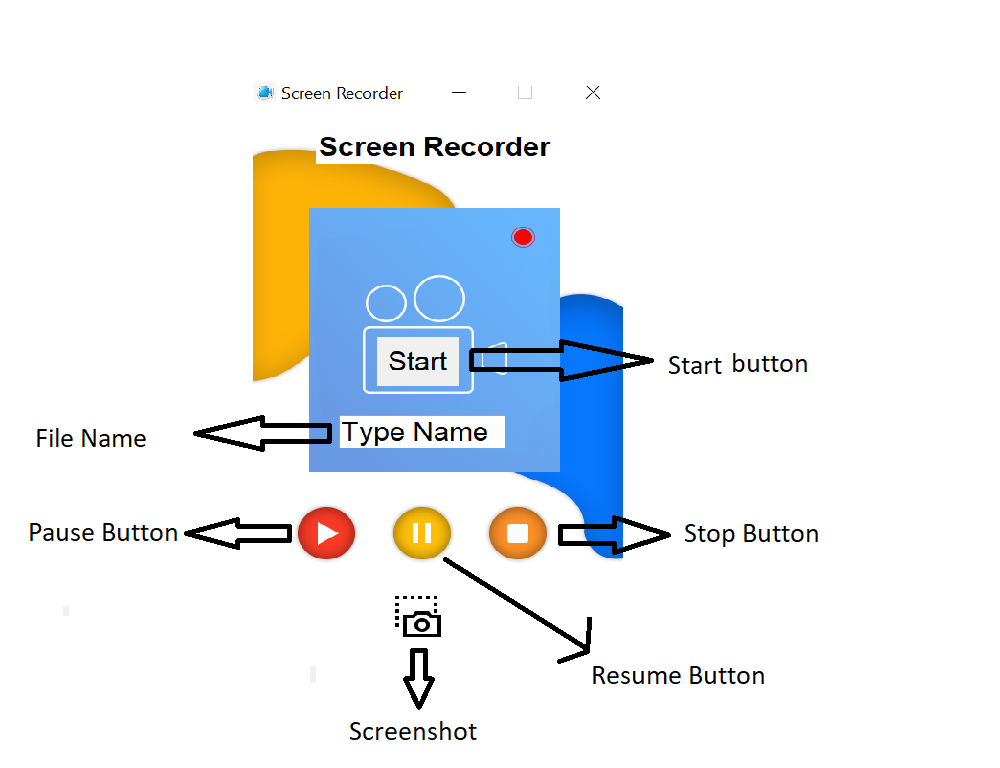 Screen Recorder
Screen Recorder
Start
Start button
Type Name
File Name
Pause Button
Stop Button
Resume Button
Screenshot